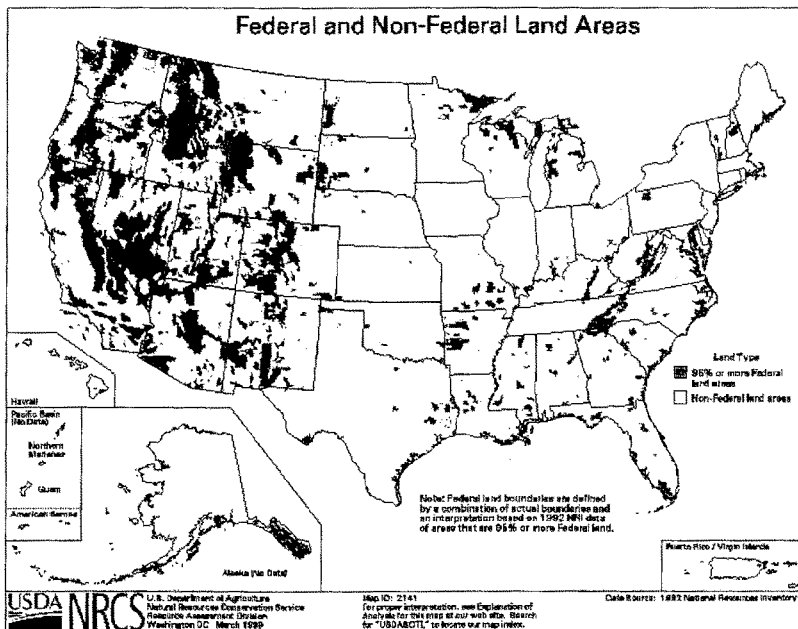 Federal and Non-Federal Land Areas
Land Type
95% or more Federal
land areas
Non-Federal land areas
Hawaii
Pacific Basin
(No Data)
Northern
Marianas
Guam
American Samoa
Alaska (No Data)
Note: Federal land boundaries are defined
by a combination of actual boundaries and
an interpretation based on 1992 NRI data
of areas that are 95% or more Federal land.
Puerto Rico / Virgin Islands
USDA NRCS
U.S. Department of Agriculture
Natural Resources Conservation Service
Resource Assessment Division
Washington DC March 1999
Map ID: 2141
For proper interpretation, see Explanation of
Analysis for this map at our web site. Search
for "USDABCTL" to locate our map index.
Data Source: 1992 National Resources Inventory